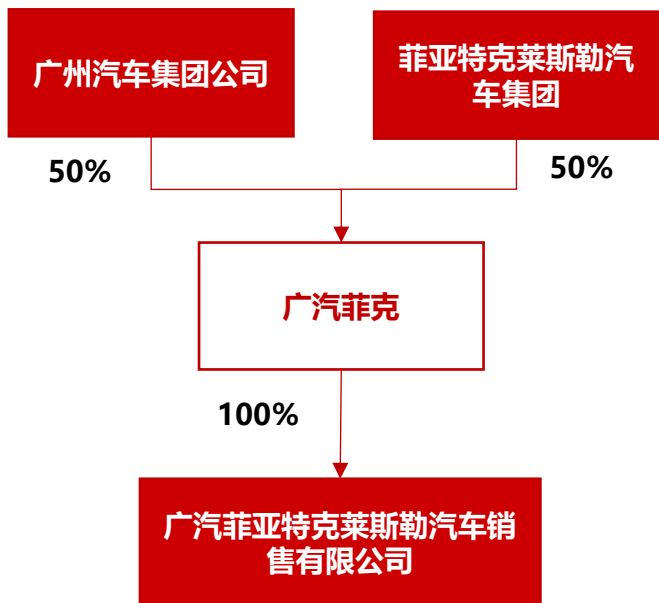 广州汽车集团公司
菲亚特克莱斯勒汽
车集团
50%
50%
广汽菲克
100%
广汽菲亚特克莱斯勒汽车销
售有限公司